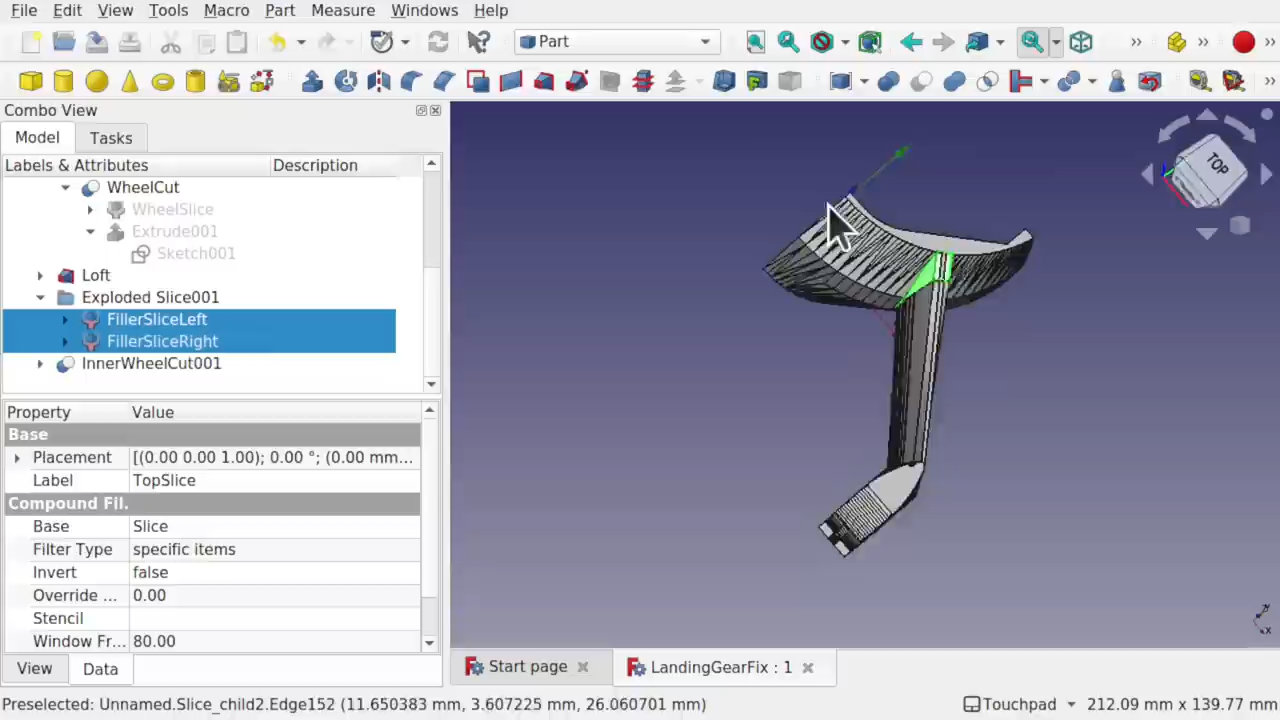 File Edit View Tools Macro Part Measure Windows Help
Part
Combo View
Model Tasks
Labels & Attributes Description
WheelCut
WheelSlice
Extrude001
Sketch001
Loft
Exploded Slice001
FillerSliceLeft
FillerSliceRight
InnerWheelCut001
Property Value
Base
Placement [(0.00 0.00 1.00); 0.00 °; (0.00 mm...
Label TopSlice
Compound Fil.
Base Slice
Filter Type specific items
Invert false
Override ... 0.00
Stencil
Window Fr... 80.00
View Data
TOP
Start page
LandingGearFix : 1
Preselected: Unnamed.Slice_child2.Edge152 (11.650383 mm, 3.607225 mm, 26.060701 mm)
Touchpad 212.09 mm x 139.77 mm